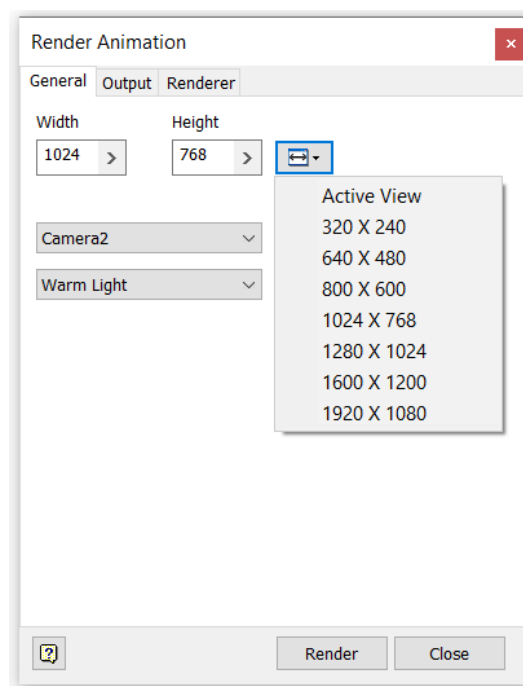 Render Animation
General Output Renderer
Width Height
1024 768
Active View
320 X 240
Camera2
640 X 480
Warm Light
800 X 600
1024 X 768
1280 X 1024
1600 X 1200
1920 X 1080
Render Close